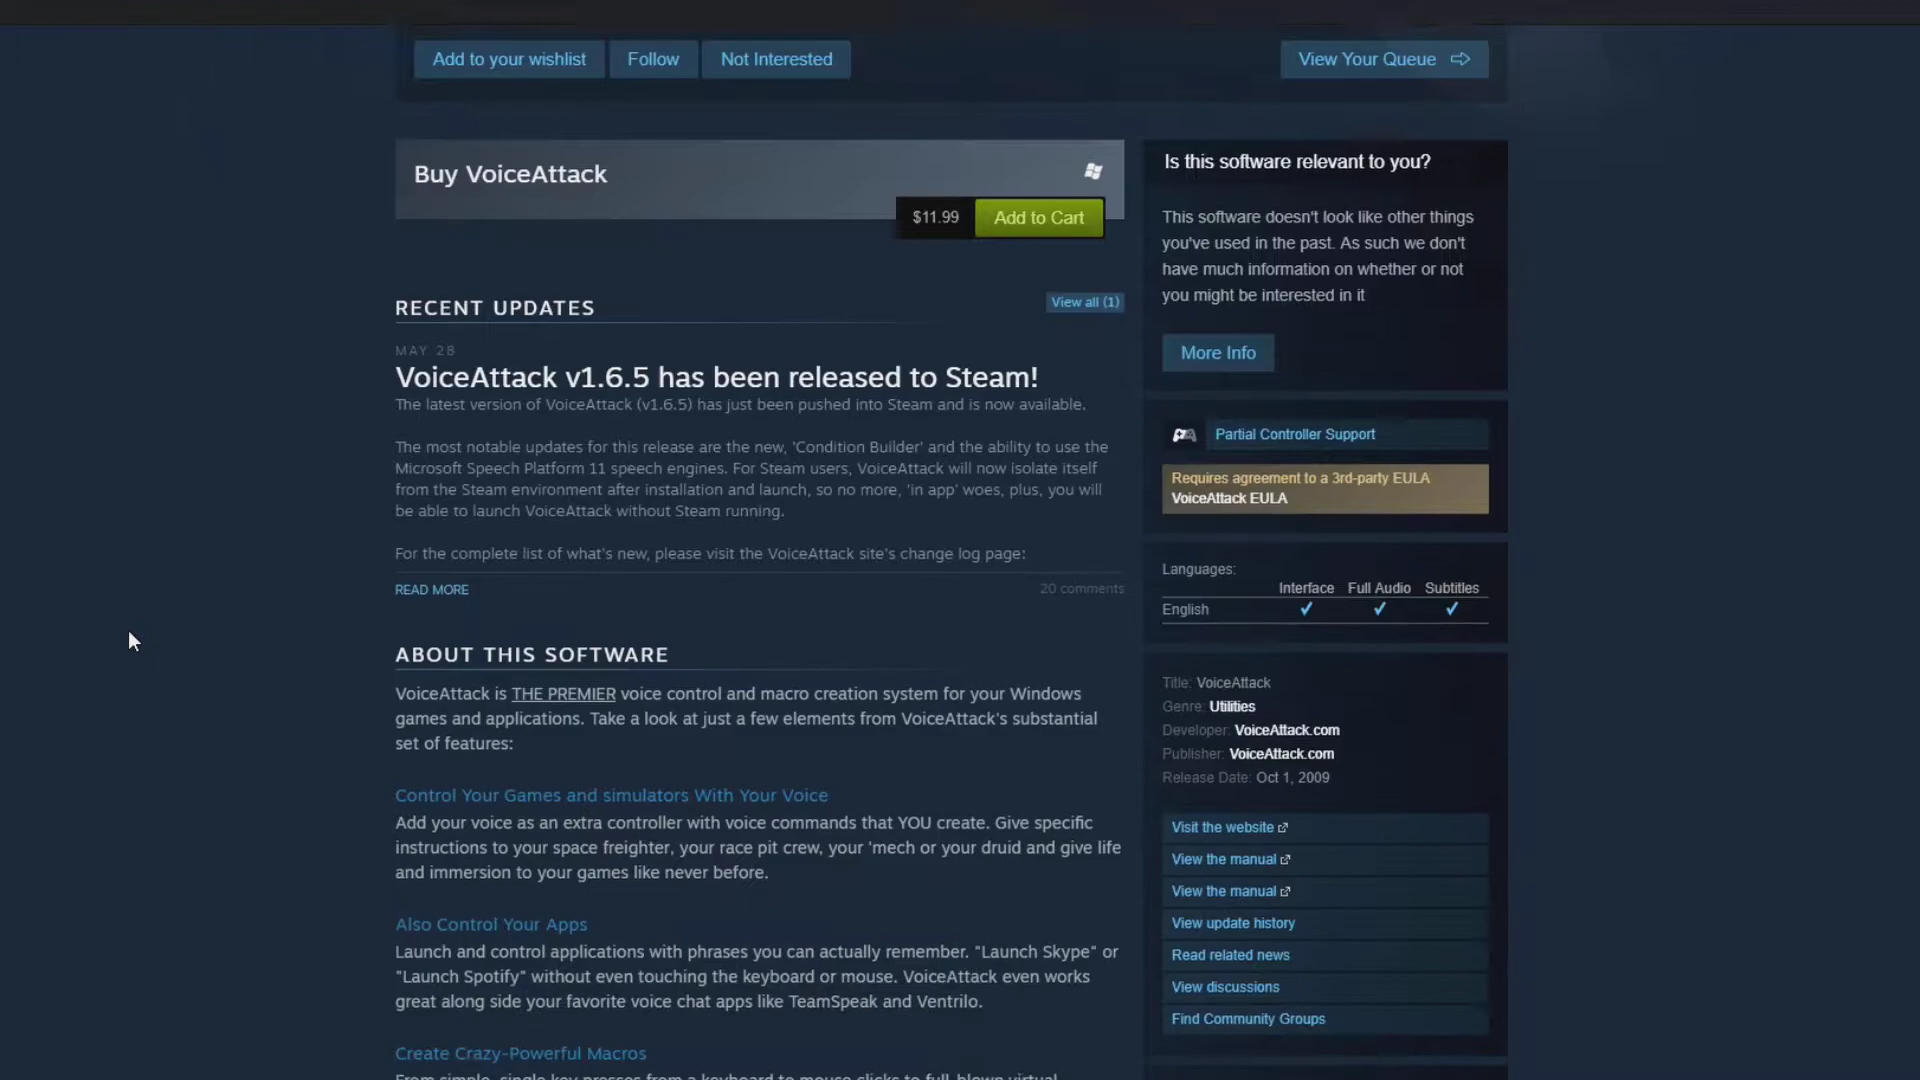 Add to your wishlist Follow Not Interested View Your Queue
Buy VoiceAttack
$11.99 Add to Cart
RECENT UPDATES View all (1)
MAY 28
VoiceAttack v1.6.5 has been released to Steam!
The latest version of VoiceAttack (v1.6.5) has just been pushed into Steam and is now available.
The most notable updates for this release are the new, 'Condition Builder' and the ability to use the
Microsoft Speech Platform 11 speech engines. For Steam users, VoiceAttack will now isolate itself
from the Steam environment after installation and launch, so no more, 'in app' woes, plus, you will
be able to launch VoiceAttack without Steam running.
For the complete list of what's new, please visit the VoiceAttack site's change log page:
READ MORE 20 comments
ABOUT THIS SOFTWARE
VoiceAttack is THE PREMIER voice control and macro creation system for your Windows
games and applications. Take a look at just a few elements from VoiceAttack's substantial
set of features:
Control Your Games and simulators With Your Voice
Add your voice as an extra controller with voice commands that YOU create. Give specific
instructions to your space freighter, your race pit crew, your 'mech or your druid and give life
and immersion to your games like never before.
Also Control Your Apps
Launch and control applications with phrases you can actually remember. "Launch Skype" or
"Launch Spotify" without even touching the keyboard or mouse. VoiceAttack even works
great along side your favorite voice chat apps like TeamSpeak and Ventrilo.
Create Crazy-Powerful Macros
From simple, single key presses from a keyboard to mouse clicks to full-blown virtual
Is this software relevant to you?
This software doesn't look like other things
you've used in the past. As such we don't
have much information on whether or not
you might be interested in it
More Info
Partial Controller Support
Requires agreement to a 3rd-party EULA
VoiceAttack EULA
Languages:
Interface Full Audio Subtitles
English ✓ ✓ ✓
Title: VoiceAttack
Genre: Utilities
Developer: VoiceAttack.com
Publisher: VoiceAttack.com
Release Date: Oct 1, 2009
Visit the website
View the manual
View the manual
View update history
Read related news
View discussions
Find Community Groups